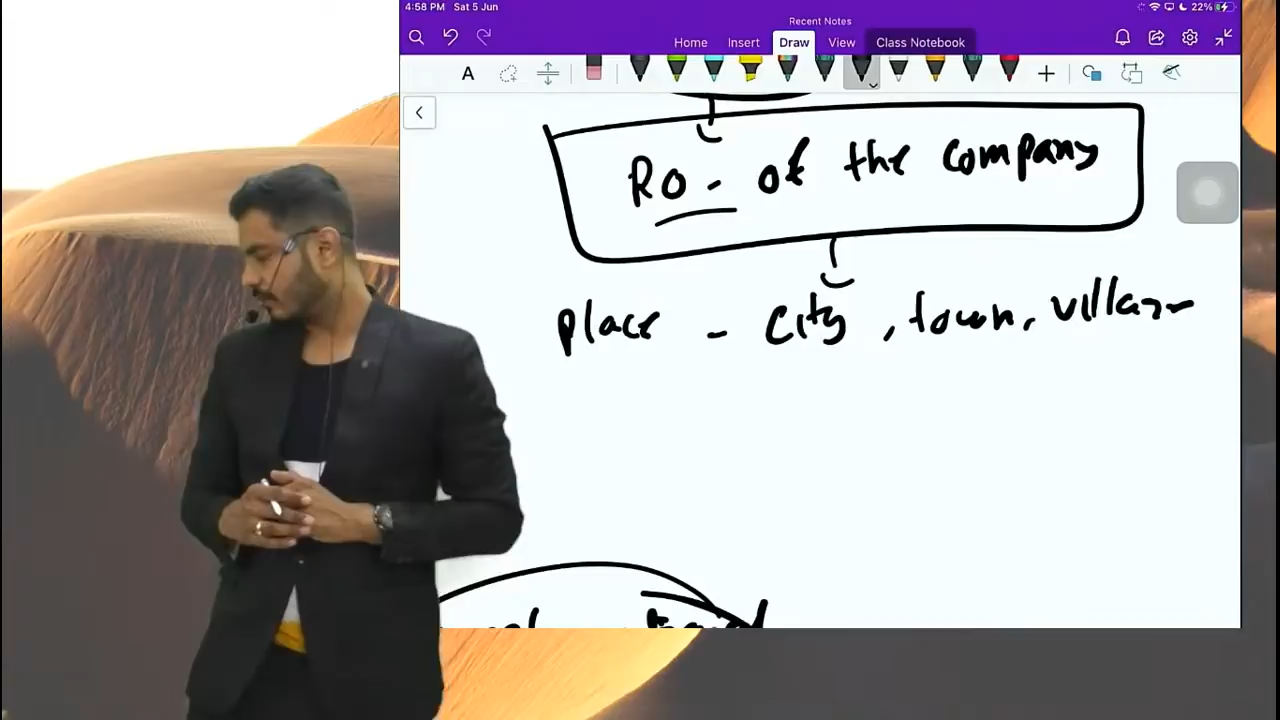 4:58 PM Sat 5 Jun
22%
Recent Notes
Home Insert Draw View Class Notebook
A
RO - of the company
place - City, town, village